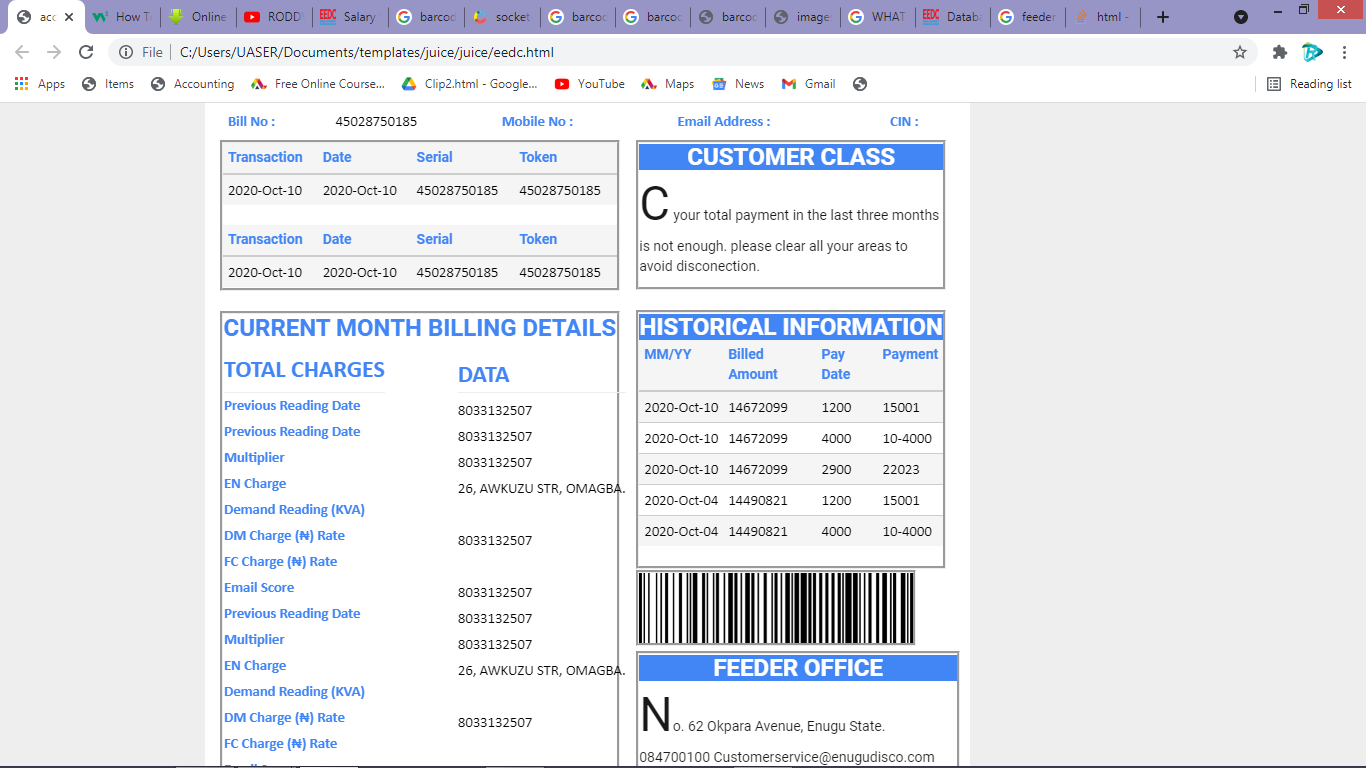 acc
How T
Online
RODD
EEDC Salary
barcoc
socket
barcoc
barcoc
barcoc
image
WHAT
EEDC Datab
feeder
html -
File C:/Users/UASER/Documents/templates/juice/juice/eedc.html
Apps Items Accounting Free Online Course... Clip2.html - Google... YouTube Maps News Gmail Reading list
Bill No : 45028750185 Mobile No : Email Address : CIN :
Transaction Date Serial Token
2020-Oct-10 2020-Oct-10 45028750185 45028750185
Transaction Date Serial Token
2020-Oct-10 2020-Oct-10 45028750185 45028750185
CUSTOMER CLASS
C your total payment in the last three months
is not enough. please clear all your areas to
avoid disconection.
CURRENT MONTH BILLING DETAILS
TOTAL CHARGES DATA
Previous Reading Date 8033132507
Previous Reading Date 8033132507
Multiplier 8033132507
EN Charge 26, AWKUZU STR, OMAGBA.
Demand Reading (KVA)
DM Charge (₦) Rate 8033132507
FC Charge (₦) Rate
Email Score 8033132507
Previous Reading Date 8033132507
Multiplier 8033132507
EN Charge 26, AWKUZU STR, OMAGBA.
Demand Reading (KVA)
DM Charge (₦) Rate 8033132507
FC Charge (₦) Rate
HISTORICAL INFORMATION
MM/YY Billed Pay Payment
Amount Date
2020-Oct-10 14672099 1200 15001
2020-Oct-10 14672099 4000 10-4000
2020-Oct-10 14672099 2900 22023
2020-Oct-04 14490821 1200 15001
2020-Oct-04 14490821 4000 10-4000
FEEDER OFFICE
No. 62 Okpara Avenue, Enugu State.
084700100 Customerservice@enugudisco.com